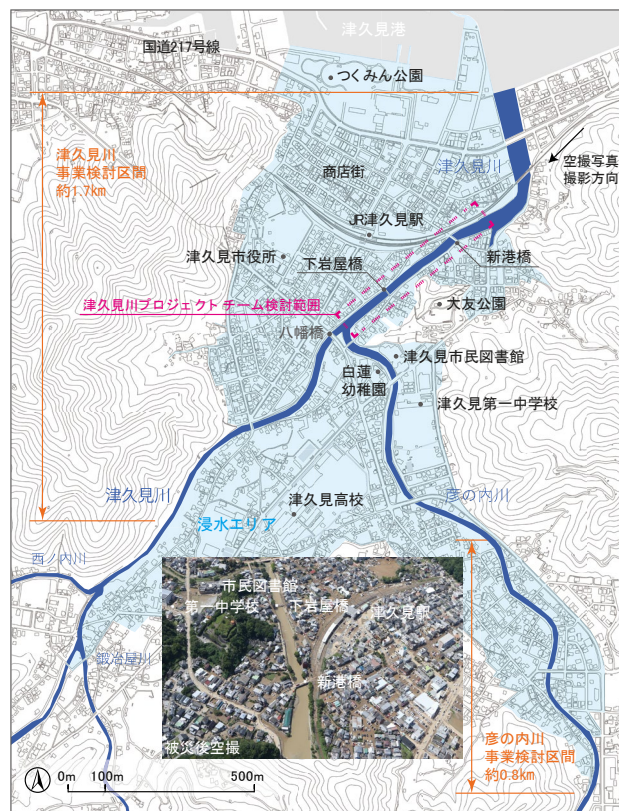 津久見港
国道217号線
つくみん公園
津久見川
事業検討区間
約1.7km
商店街
津久見川
空撮写真
撮影方向
JR津久見駅
津久見市役所
下岩屋橋
新港橋
津久見川プロジェクトチーム検討範囲
大友公園
八幡橋
津久見市民図書館
白蓮
幼稚園
津久見第一中学校
津久見川
津久見高校
彦の内川
浸水エリア
西ノ内川
市民図書館
第一中学校
下岩屋橋
津久見駅
新港橋
鍛冶屋川
被災後空撮
彦の内川
事業検討区間
約0.8km
0m 100m 500m